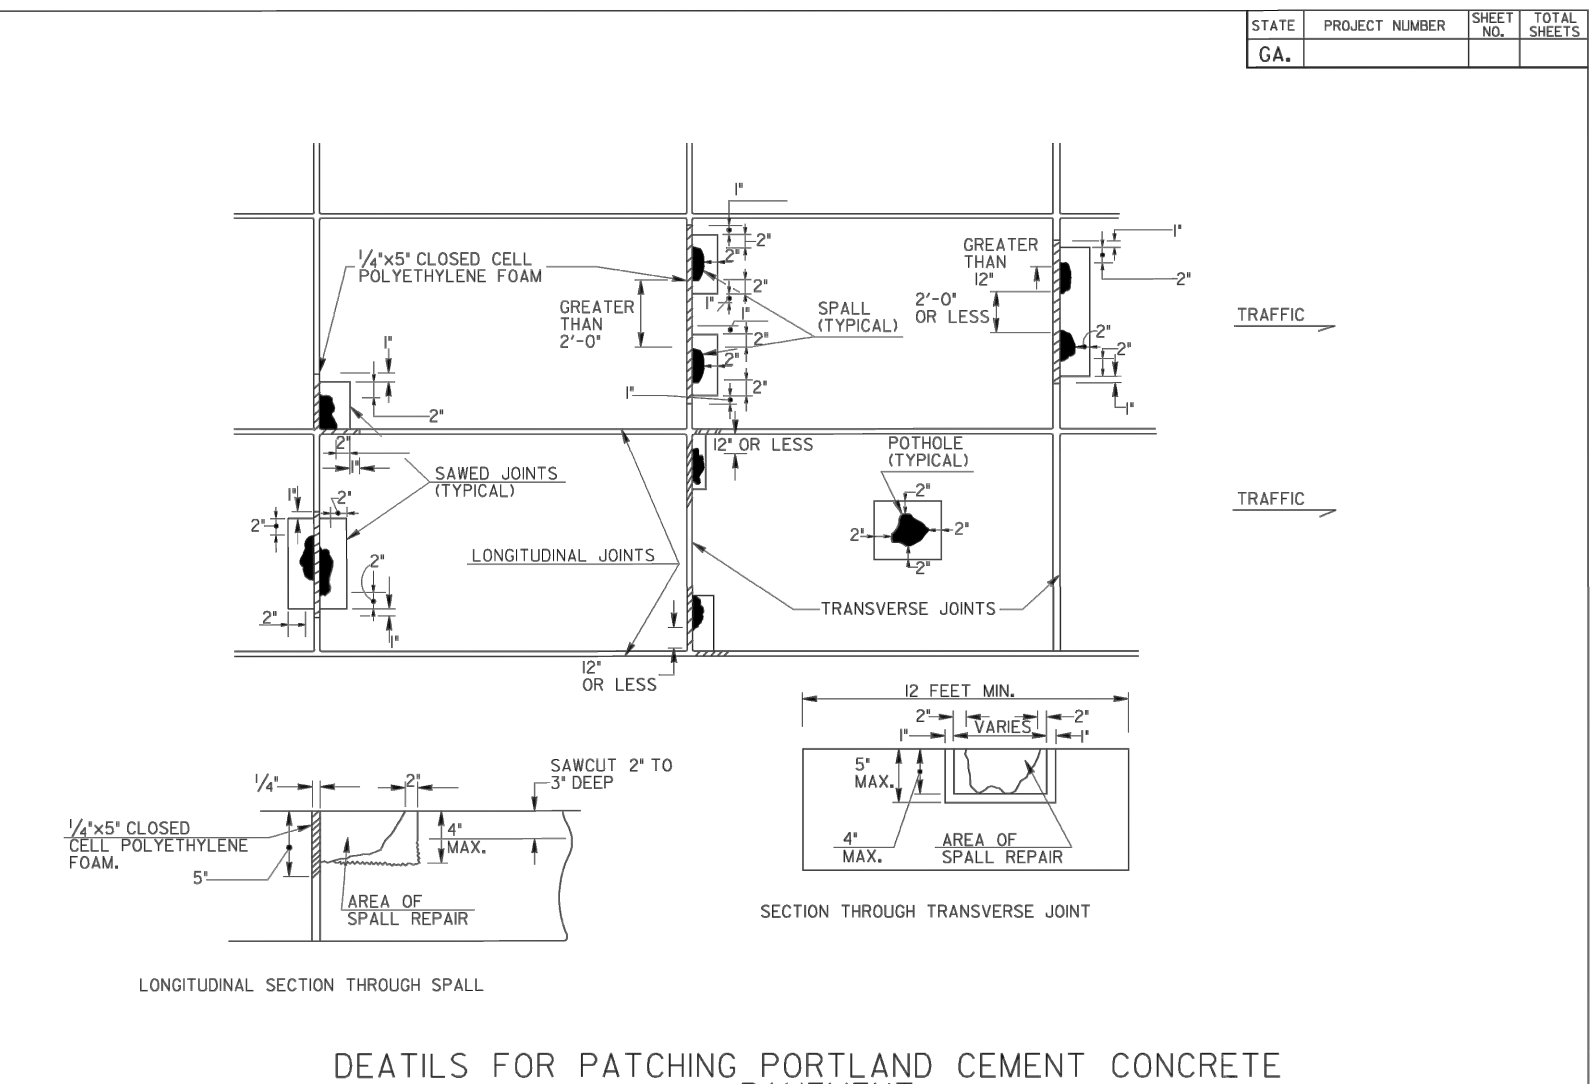 STATE PROJECT NUMBER SHEET NO. TOTAL SHEETS
GA.
1"
2"
2"
2"
1"
1"
2"
2"
2"
1"
1/4"x5" CLOSED CELL
POLYETHYLENE FOAM
GREATER
THAN
2'-0"
SPALL
(TYPICAL)
GREATER
THAN
12"
2'-0"
OR LESS
1"
2"
2"
2"
1"
TRAFFIC
1"
2"
2"
1"
SAWED JOINTS
(TYPICAL)
12" OR LESS
POTHOLE
(TYPICAL)
2"
2"
2"
2"
TRAFFIC
1"
2"
2"
2"
2"
1"
LONGITUDINAL JOINTS
TRANSVERSE JOINTS
12"
OR LESS
12 FEET MIN.
2"
2"
VARIES
1"
1"
5"
MAX.
4"
MAX.
AREA OF
SPALL REPAIR
SECTION THROUGH TRANSVERSE JOINT
1/4"
2"
SAWCUT 2" TO
3" DEEP
1/4"x5" CLOSED
CELL POLYETHYLENE
FOAM.
5"
4"
MAX.
AREA OF
SPALL REPAIR
LONGITUDINAL SECTION THROUGH SPALL
DEATILS FOR PATCHING PORTLAND CEMENT CONCRETE